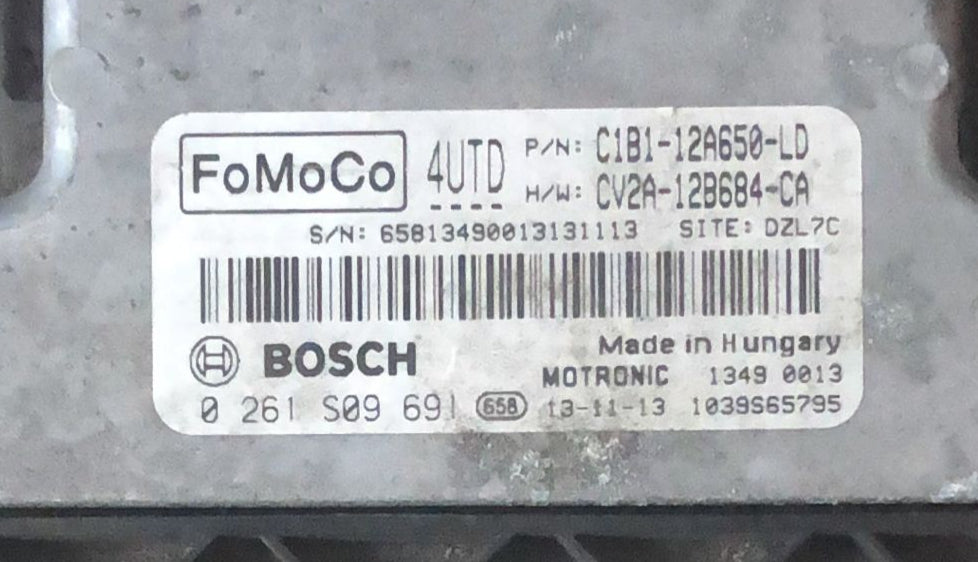 FoMoCo 4UTD P/N: C1B1-12A650-LD
H/W: CV2A-12B684-CA
S/N: 65813490013131113 SITE: DZL7C
BOSCH Made in Hungary
MOTRONIC 1349 0013
0 261 S09 691 658 13-11-13 1039S65795